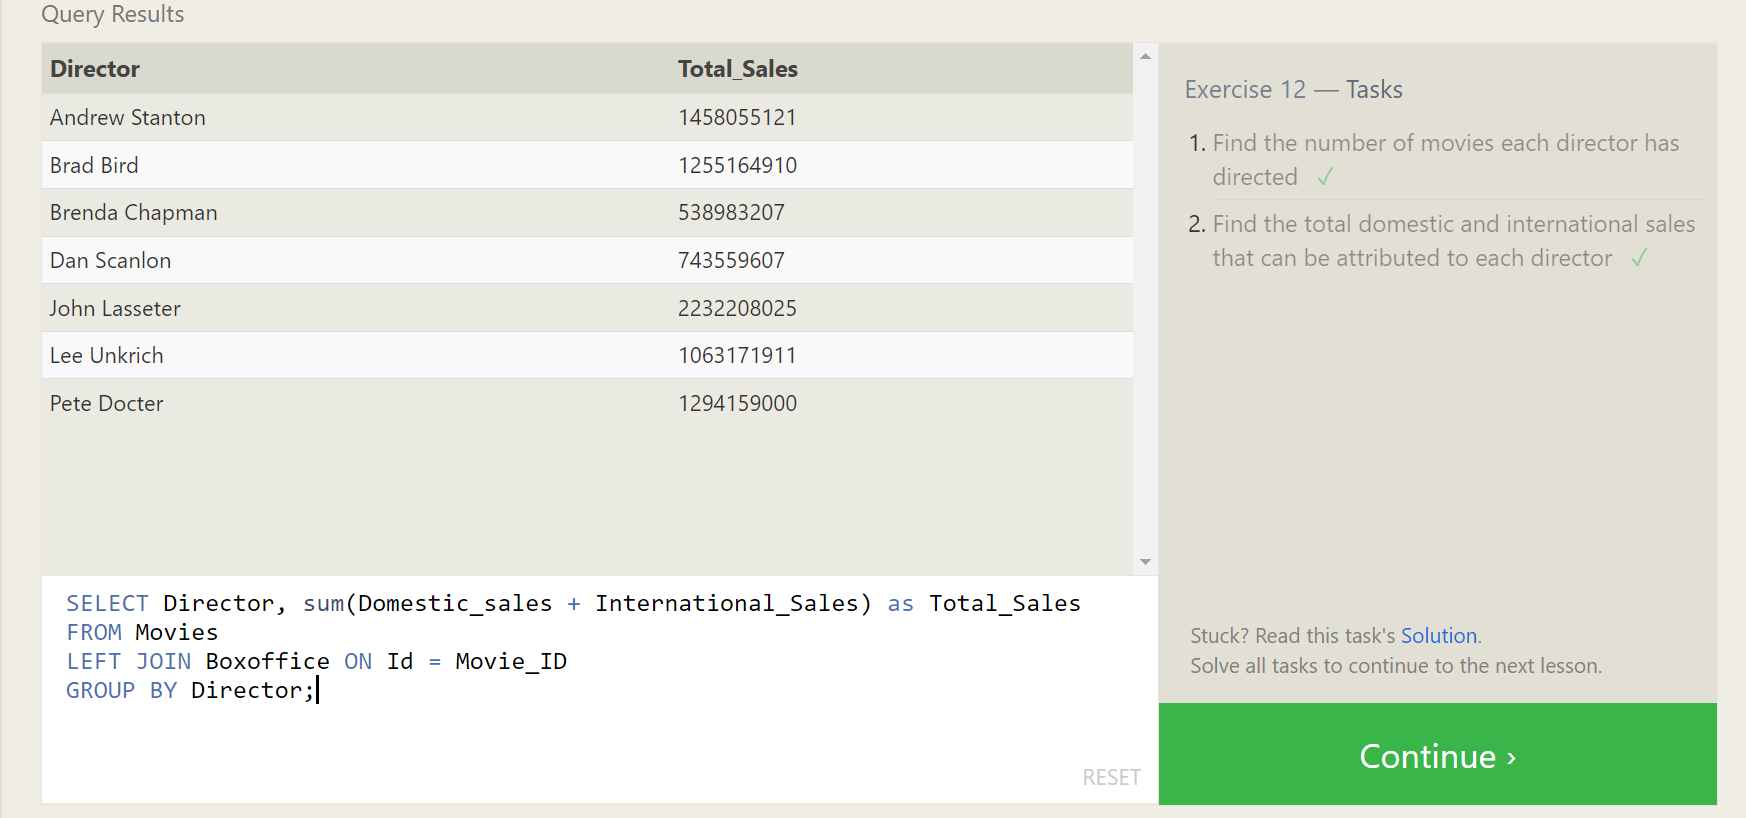 Query Results
Director Total_Sales
Andrew Stanton 1458055121
Brad Bird 1255164910
Brenda Chapman 538983207
Dan Scanlon 743559607
John Lasseter 2232208025
Lee Unkrich 1063171911
Pete Docter 1294159000
SELECT Director, sum(Domestic_sales + International_Sales) as Total_Sales
FROM Movies
LEFT JOIN Boxoffice ON Id = Movie_ID
GROUP BY Director;
RESET
Exercise 12 — Tasks
1. Find the number of movies each director has
directed ✓
2. Find the total domestic and international sales
that can be attributed to each director ✓
Stuck? Read this task's Solution.
Solve all tasks to continue to the next lesson.
Continue ›